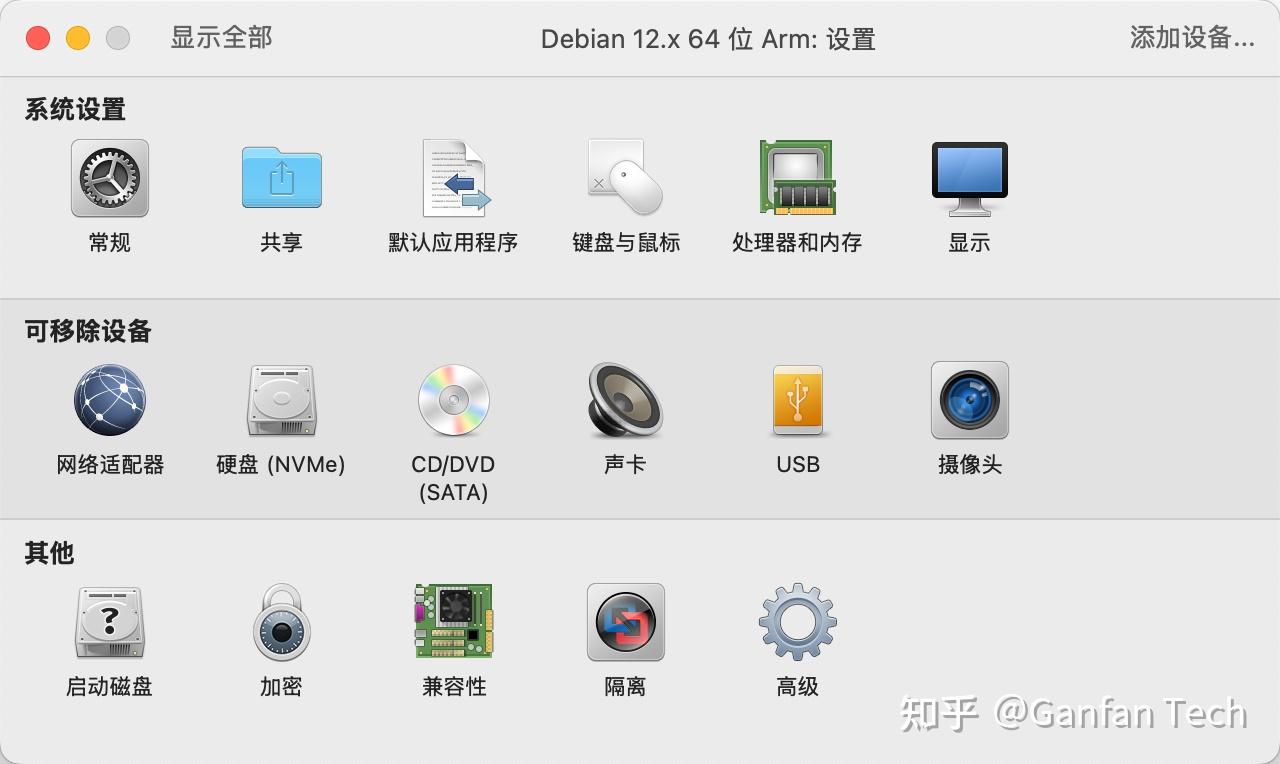 显示全部
Debian 12.x 64 位 Arm: 设置
添加设备...
系统设置
常规
共享
默认应用程序
键盘与鼠标
处理器和内存
显示
可移除设备
网络适配器
硬盘 (NVMe)
CD/DVD
(SATA)
声卡
USB
摄像头
其他
启动磁盘
加密
兼容性
隔离
高级
知乎 @Ganfan Tech